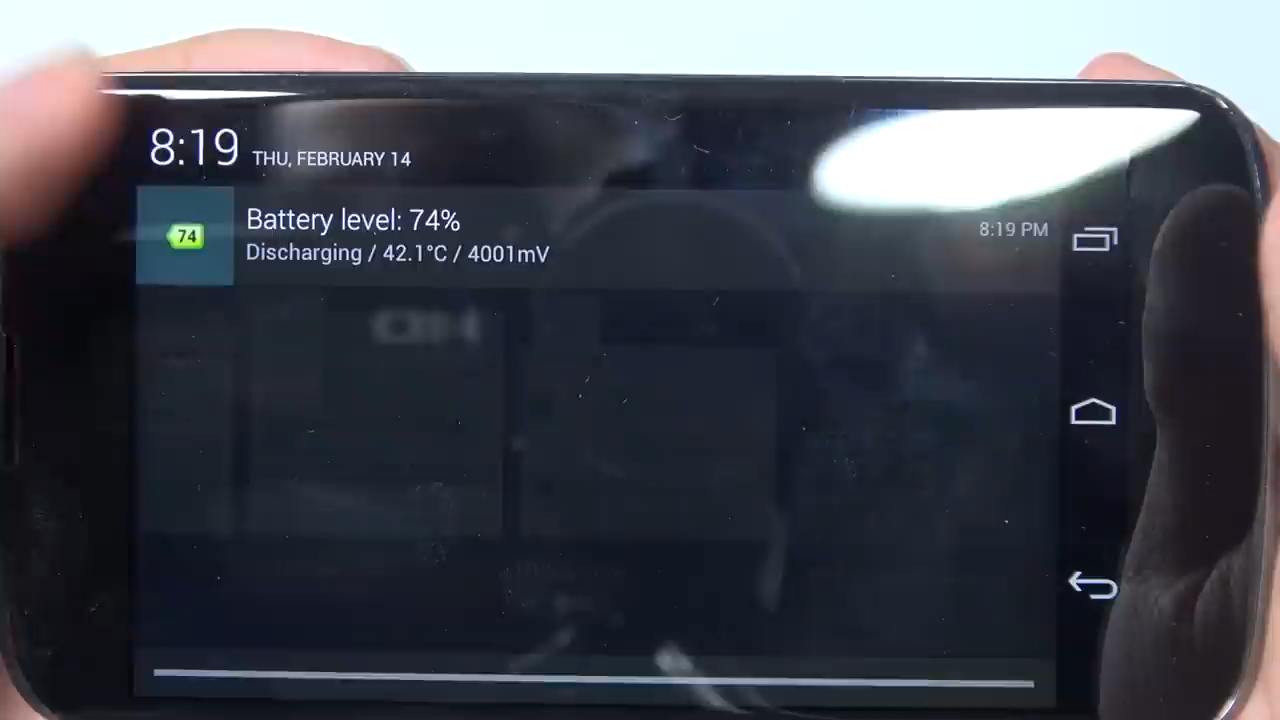 8:19 THU, FEBRUARY 14
74
Battery level: 74%
8:19 PM
Discharging / 42.1°C / 4001mV